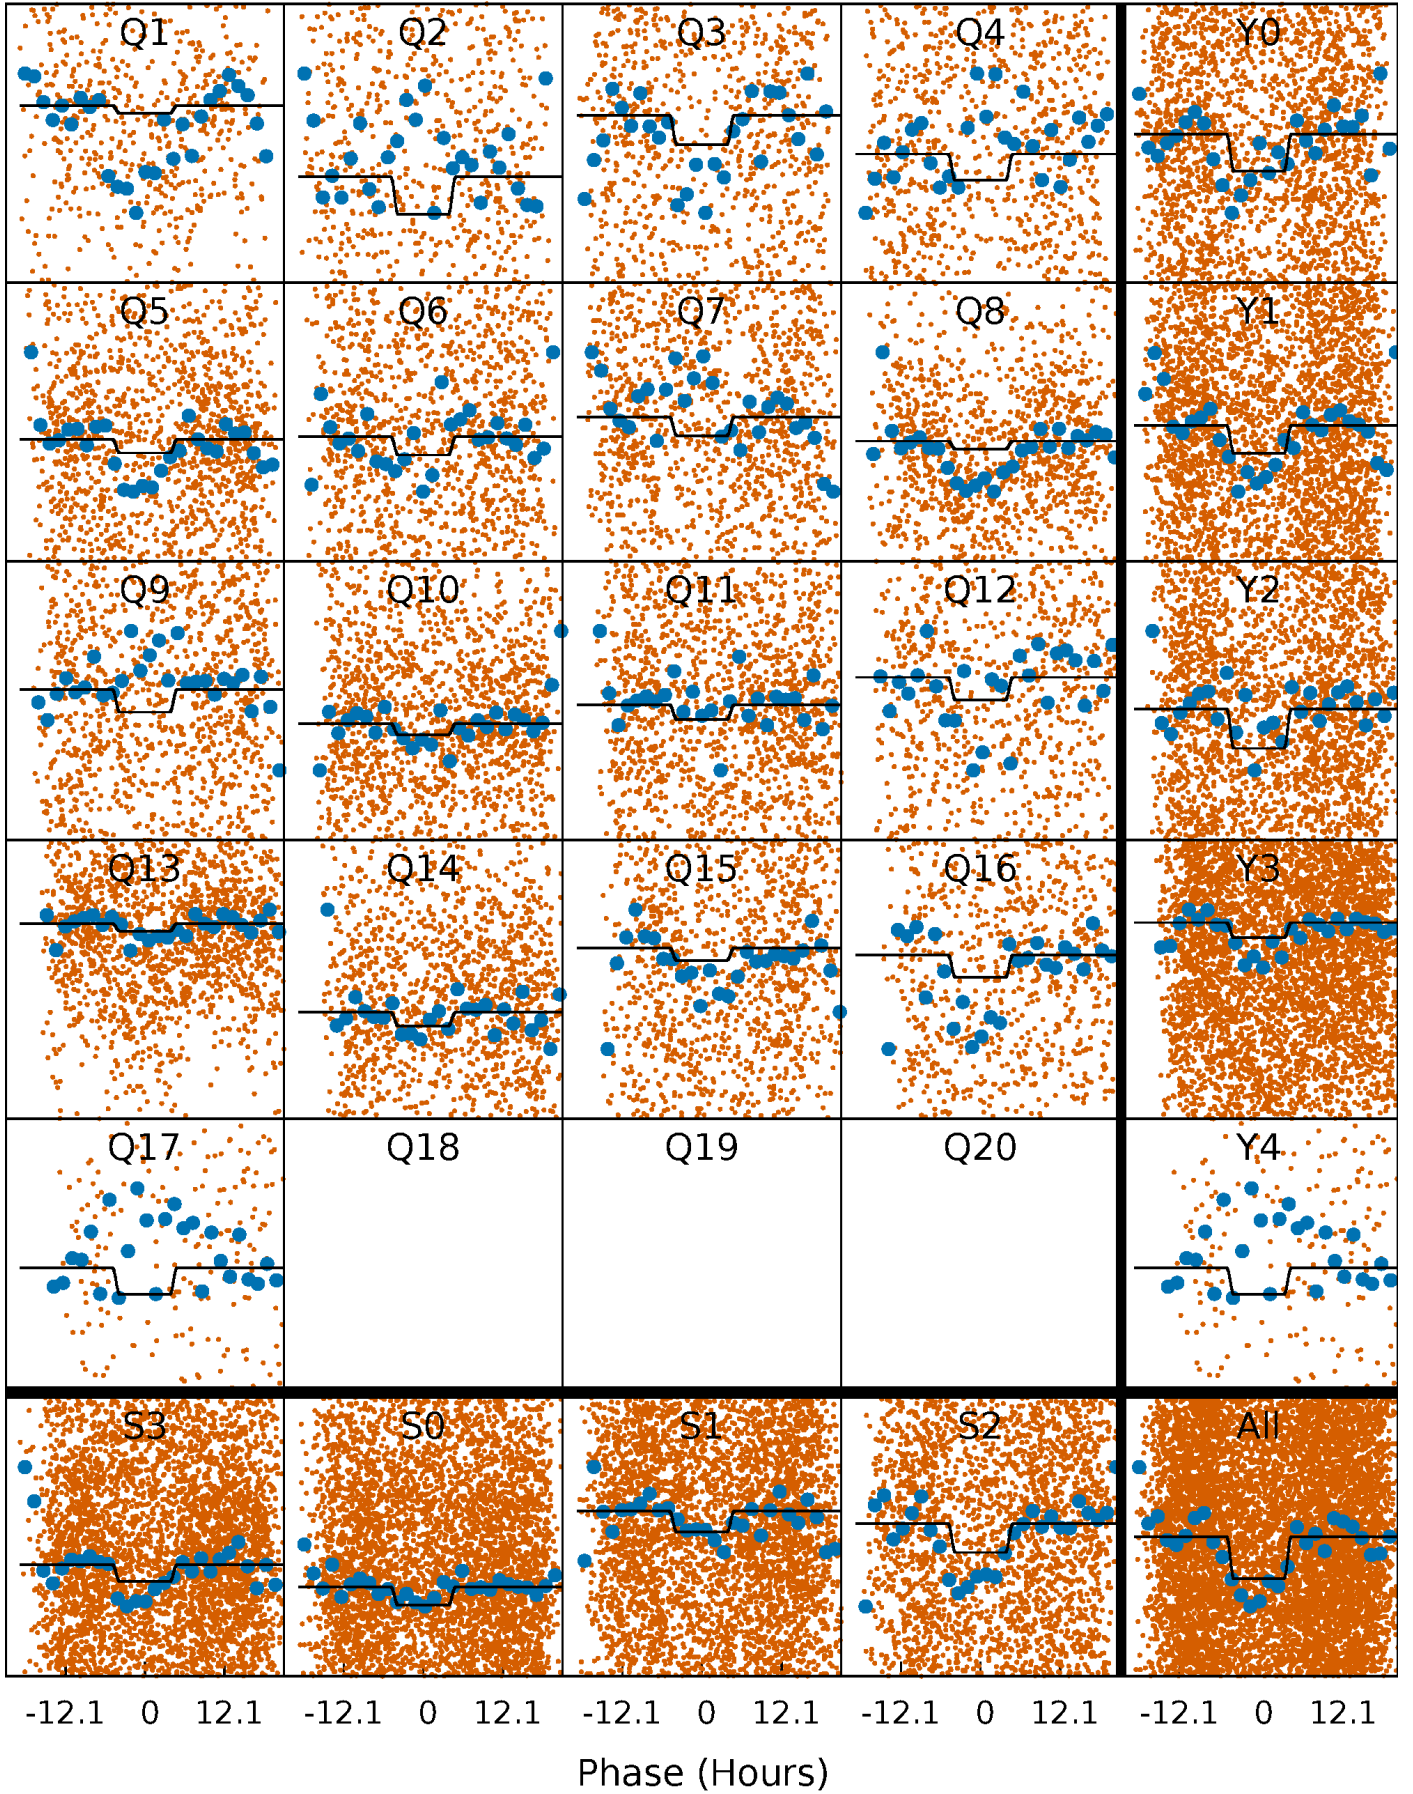 Q1 Q2 Q3 Q4 Y0
Q5 Q6 Q7 Q8 Y1
Q9 Q10 Q11 Q12 Y2
Q13 Q14 Q15 Q16 Y3
Q17 Q18 Q19 Q20 Y4
S3 S0 S1 S2 All
-12.1 0 12.1 -12.1 0 12.1 -12.1 0 12.1 -12.1 0 12.1 -12.1 0 12.1
Phase (Hours)